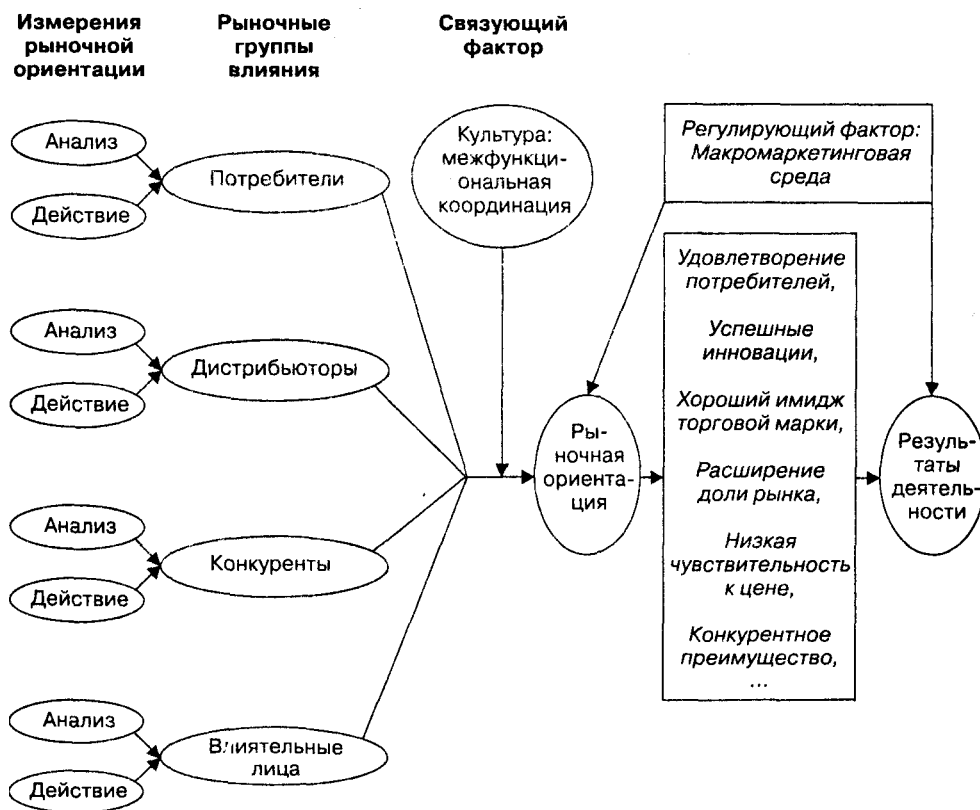 Измерения
рыночной
ориентации
Рыночные
группы
влияния
Связующий
фактор
Анализ
Действие
Потребители
Анализ
Действие
Дистрибьюторы
Анализ
Действие
Конкуренты
Анализ
Действие
Влиятельные
лица
Культура:
межфункци-
ональная
координация
Регулирующий фактор:
Макромаркетинговая
среда
Ры-
ночная
ориента-
ция
Удовлетворение
потребителей,
Успешные
инновации,
Хороший имидж
торговой марки,
Расширение
доли рынка,
Низкая
чувствительность
к цене,
Конкурентное
преимущество,
...
Резуль-
таты
деятель-
ности